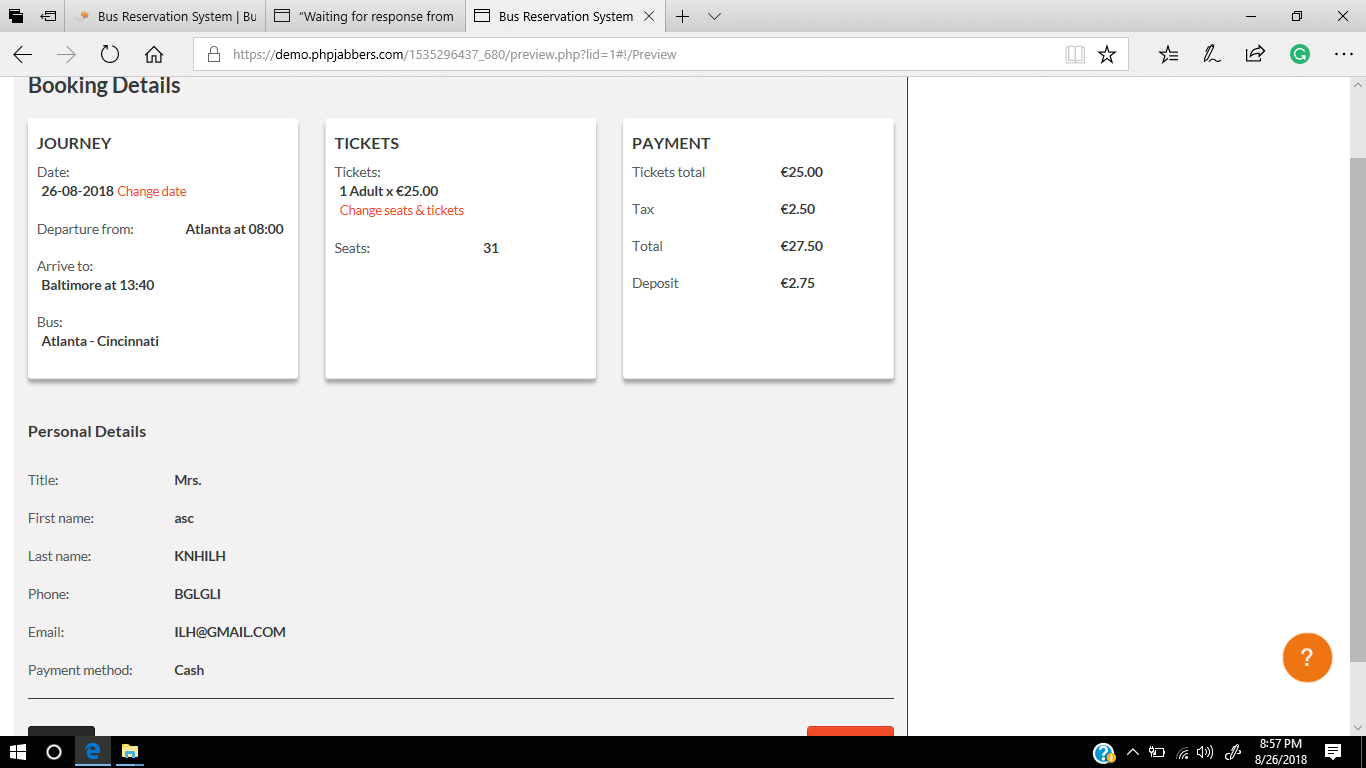 Bus Reservation System | Bu
"Waiting for response from
Bus Reservation System
https://demo.phpjabbers.com/1535296437_680/preview.php?lid=1#!/Preview
Booking Details
JOURNEY
Date:
26-08-2018 Change date
Departure from: Atlanta at 08:00
Arrive to:
Baltimore at 13:40
Bus:
Atlanta - Cincinnati
TICKETS
Tickets:
1 Adult x €25.00
Change seats & tickets
Seats: 31
PAYMENT
Tickets total €25.00
Tax €2.50
Total €27.50
Deposit €2.75
Personal Details
Title: Mrs.
First name: asc
Last name: KNHILH
Phone: BGLGLI
Email: ILH@GMAIL.COM
Payment method: Cash
?
8:57 PM
8/26/2018